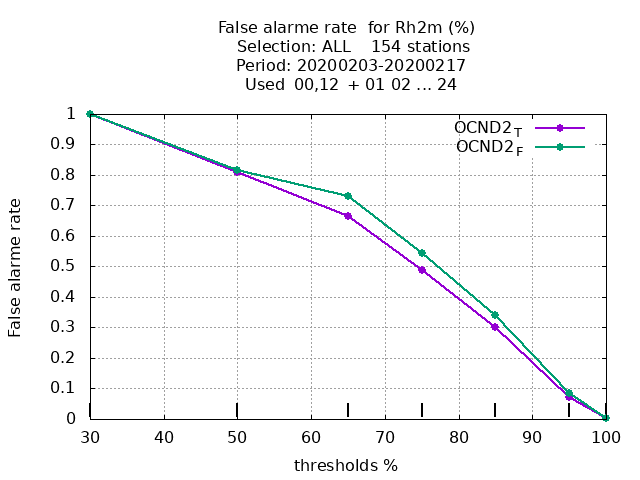 False alarme rate  for Rh2m (%)
Selection: ALL    154 stations
Period: 20200203-20200217
Used  00,12  + 01 02 ... 24
OCND2T
OCND2F
1
0.9
0.8
0.7
0.6
0.5
0.4
0.3
0.2
0.1
0
False alarme rate
30 40 50 60 70 80 90 100
thresholds %